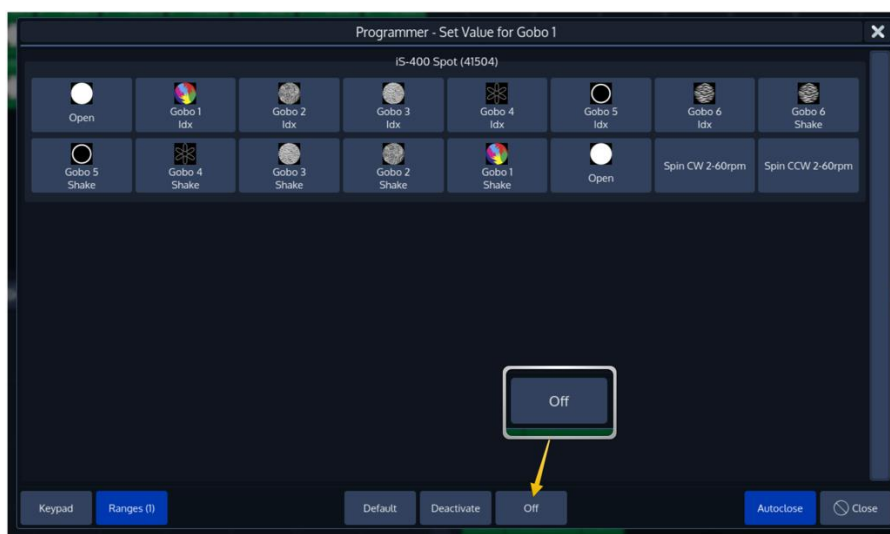 Programmer - Set Value for Gobo 1
iS-400 Spot (41504)
Open
Gobo 1
Idx
Gobo 2
Idx
Gobo 3
Idx
Gobo 4
Idx
Gobo 5
Idx
Gobo 6
Idx
Gobo 6
Shake
Gobo 5
Shake
Gobo 4
Shake
Gobo 3
Shake
Gobo 2
Shake
Gobo 1
Shake
Open
Spin CW 2-60rpm
Spin CCW 2-60rpm
Off
Keypad
Ranges (1)
Default
Deactivate
Off
Autoclose
Close